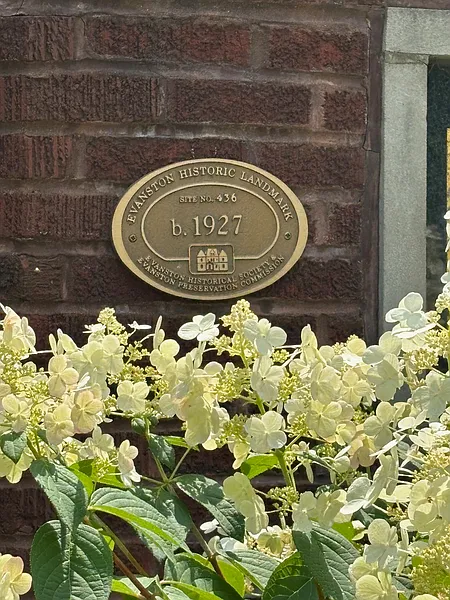 EVANSTON HISTORIC LANDMARK
SITE NO. 436
b. 1927
EVANSTON HISTORICAL SOCIETY &
EVANSTON PRESERVATION COMMISSION